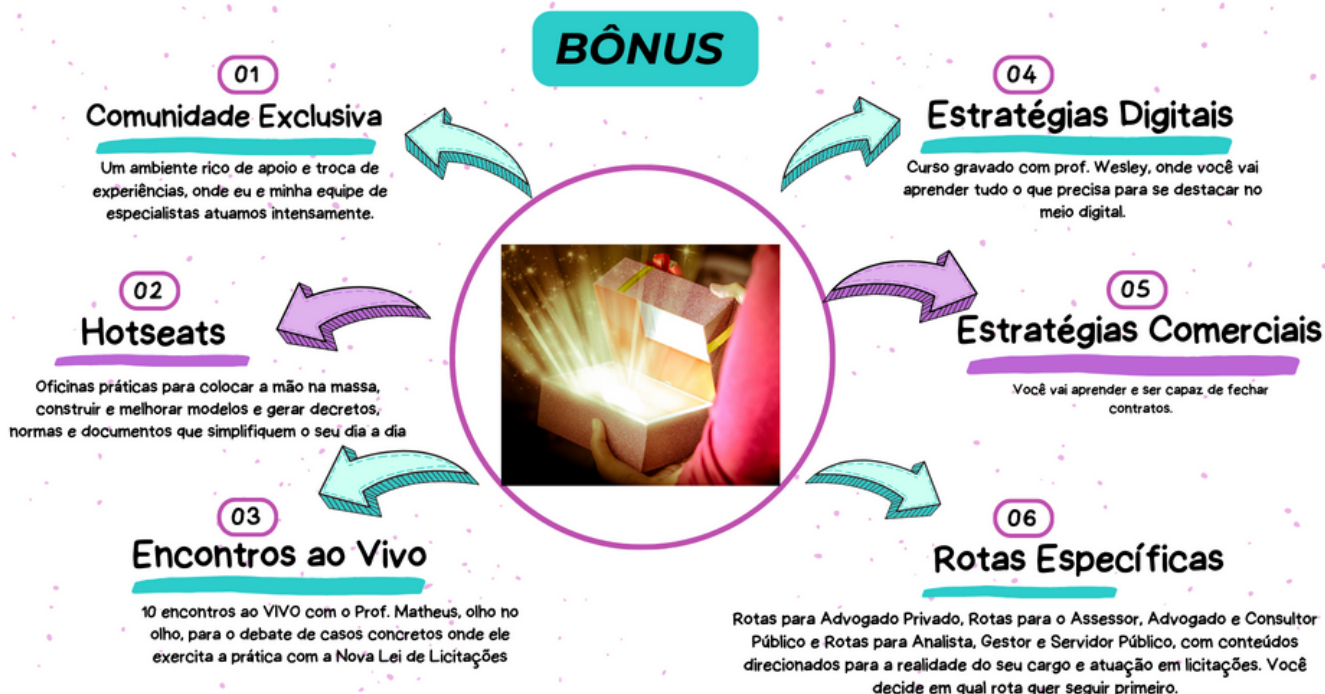 BÔNUS
01
Comunidade Exclusiva
Um ambiente rico de apoio e troca de
experiências, onde eu e minha equipe de
especialistas atuamos intensamente.
02
Hotseats
Oficinas práticas para colocar a mão na massa,
construir e melhorar modelos e gerar decretos,
normas e documentos que simplifiquem o seu dia a dia
03
Encontros ao Vivo
10 encontros ao VIVO com o Prof. Matheus, olho no
olho, para o debate de casos concretos onde ele
exercita a prática com a Nova Lei de Licitações
04
Estratégias Digitais
Curso gravado com prof. Wesley, onde você vai
aprender tudo o que precisa para se destacar no
meio digital.
05
Estratégias Comerciais
Você vai aprender e ser capaz de fechar
contratos.
06
Rotas Específicas
Rotas para Advogado Privado, Rotas para o Assessor, Advogado e Consultor
Público e Rotas para Analista, Gestor e Servidor Público, com conteúdos
direcionados para a realidade do seu cargo e atuação em licitações. Você
decide em qual rota quer seguir primeiro.